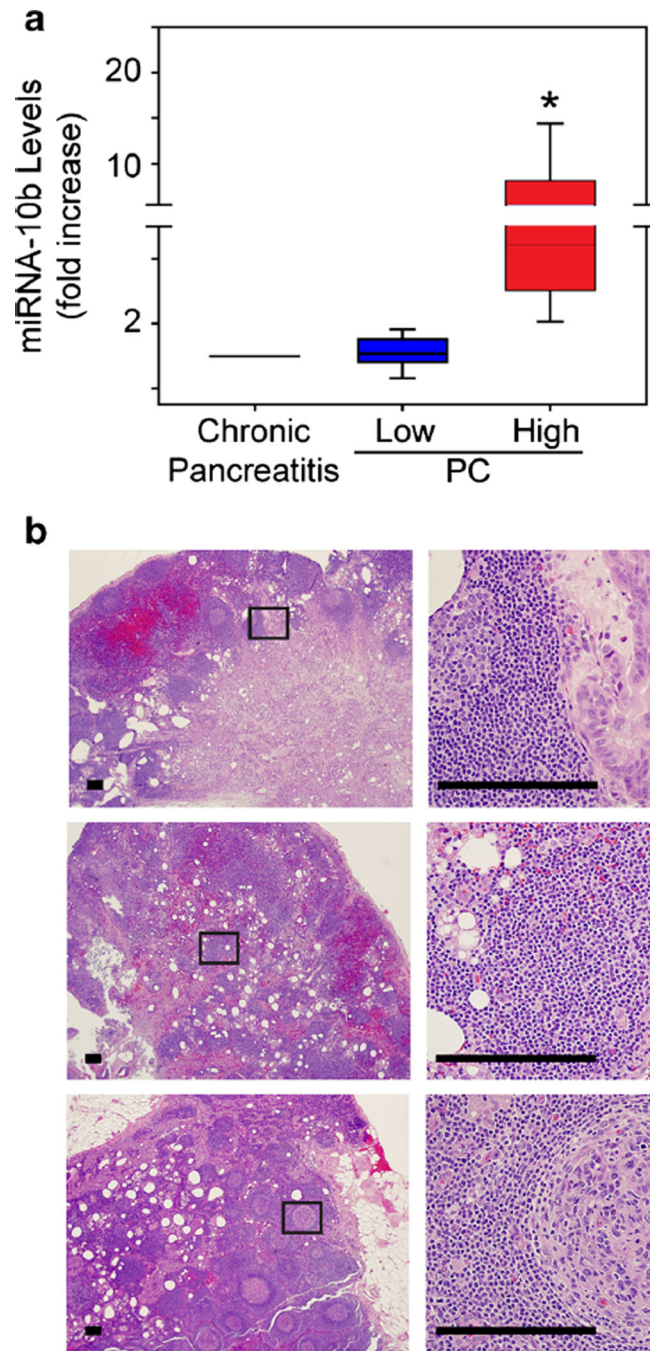 a
miRNA-10b Levels
(fold increase)
20
10
2
*
Chronic
Pancreatitis
Low
High
PC
b